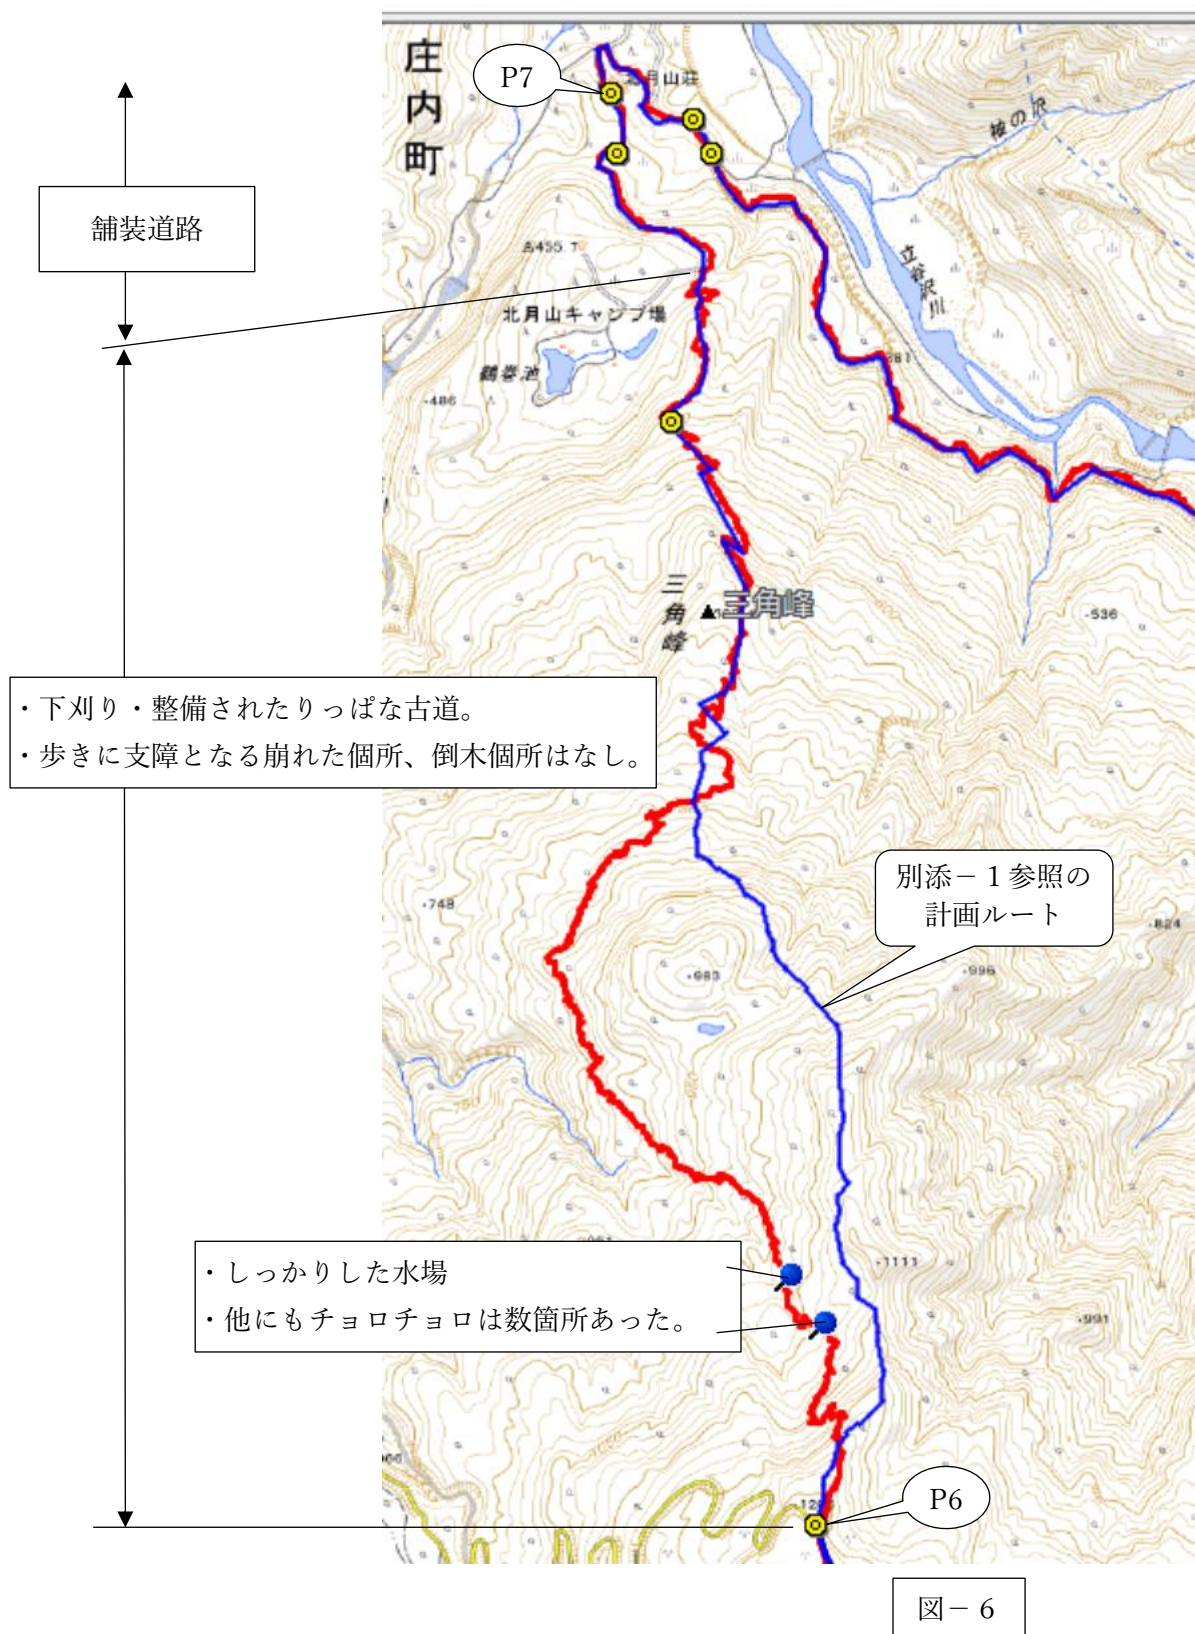 庄内町
P7
北月山荘
舗装道路
立谷沢川
455.7
北月山キャンプ場
鶴巻池
381
486
三角峰
三角峰
536
・下刈り・整備されたりっぱな古道。
・歩きに支障となる崩れた個所、倒木個所はなし。
別添－１参照の
計画ルート
748
824
996
983
750
・しっかりした水場
・他にもチョロチョロは数箇所あった。
1111
991
1000
P6
図－６